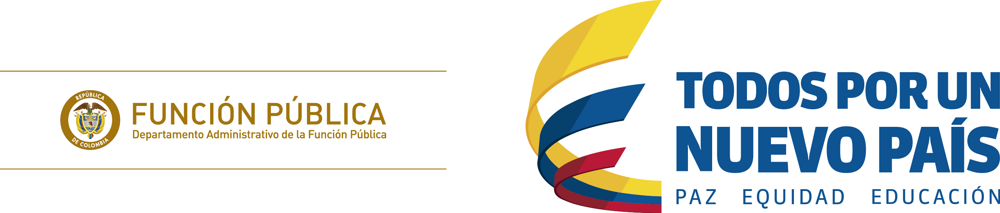 REPÚBLICA
DE COLOMBIA
FUNCIÓN PÚBLICA
Departamento Administrativo de la Función Pública
TODOS POR UN
NUEVO PAÍS
PAZ EQUIDAD EDUCACIÓN